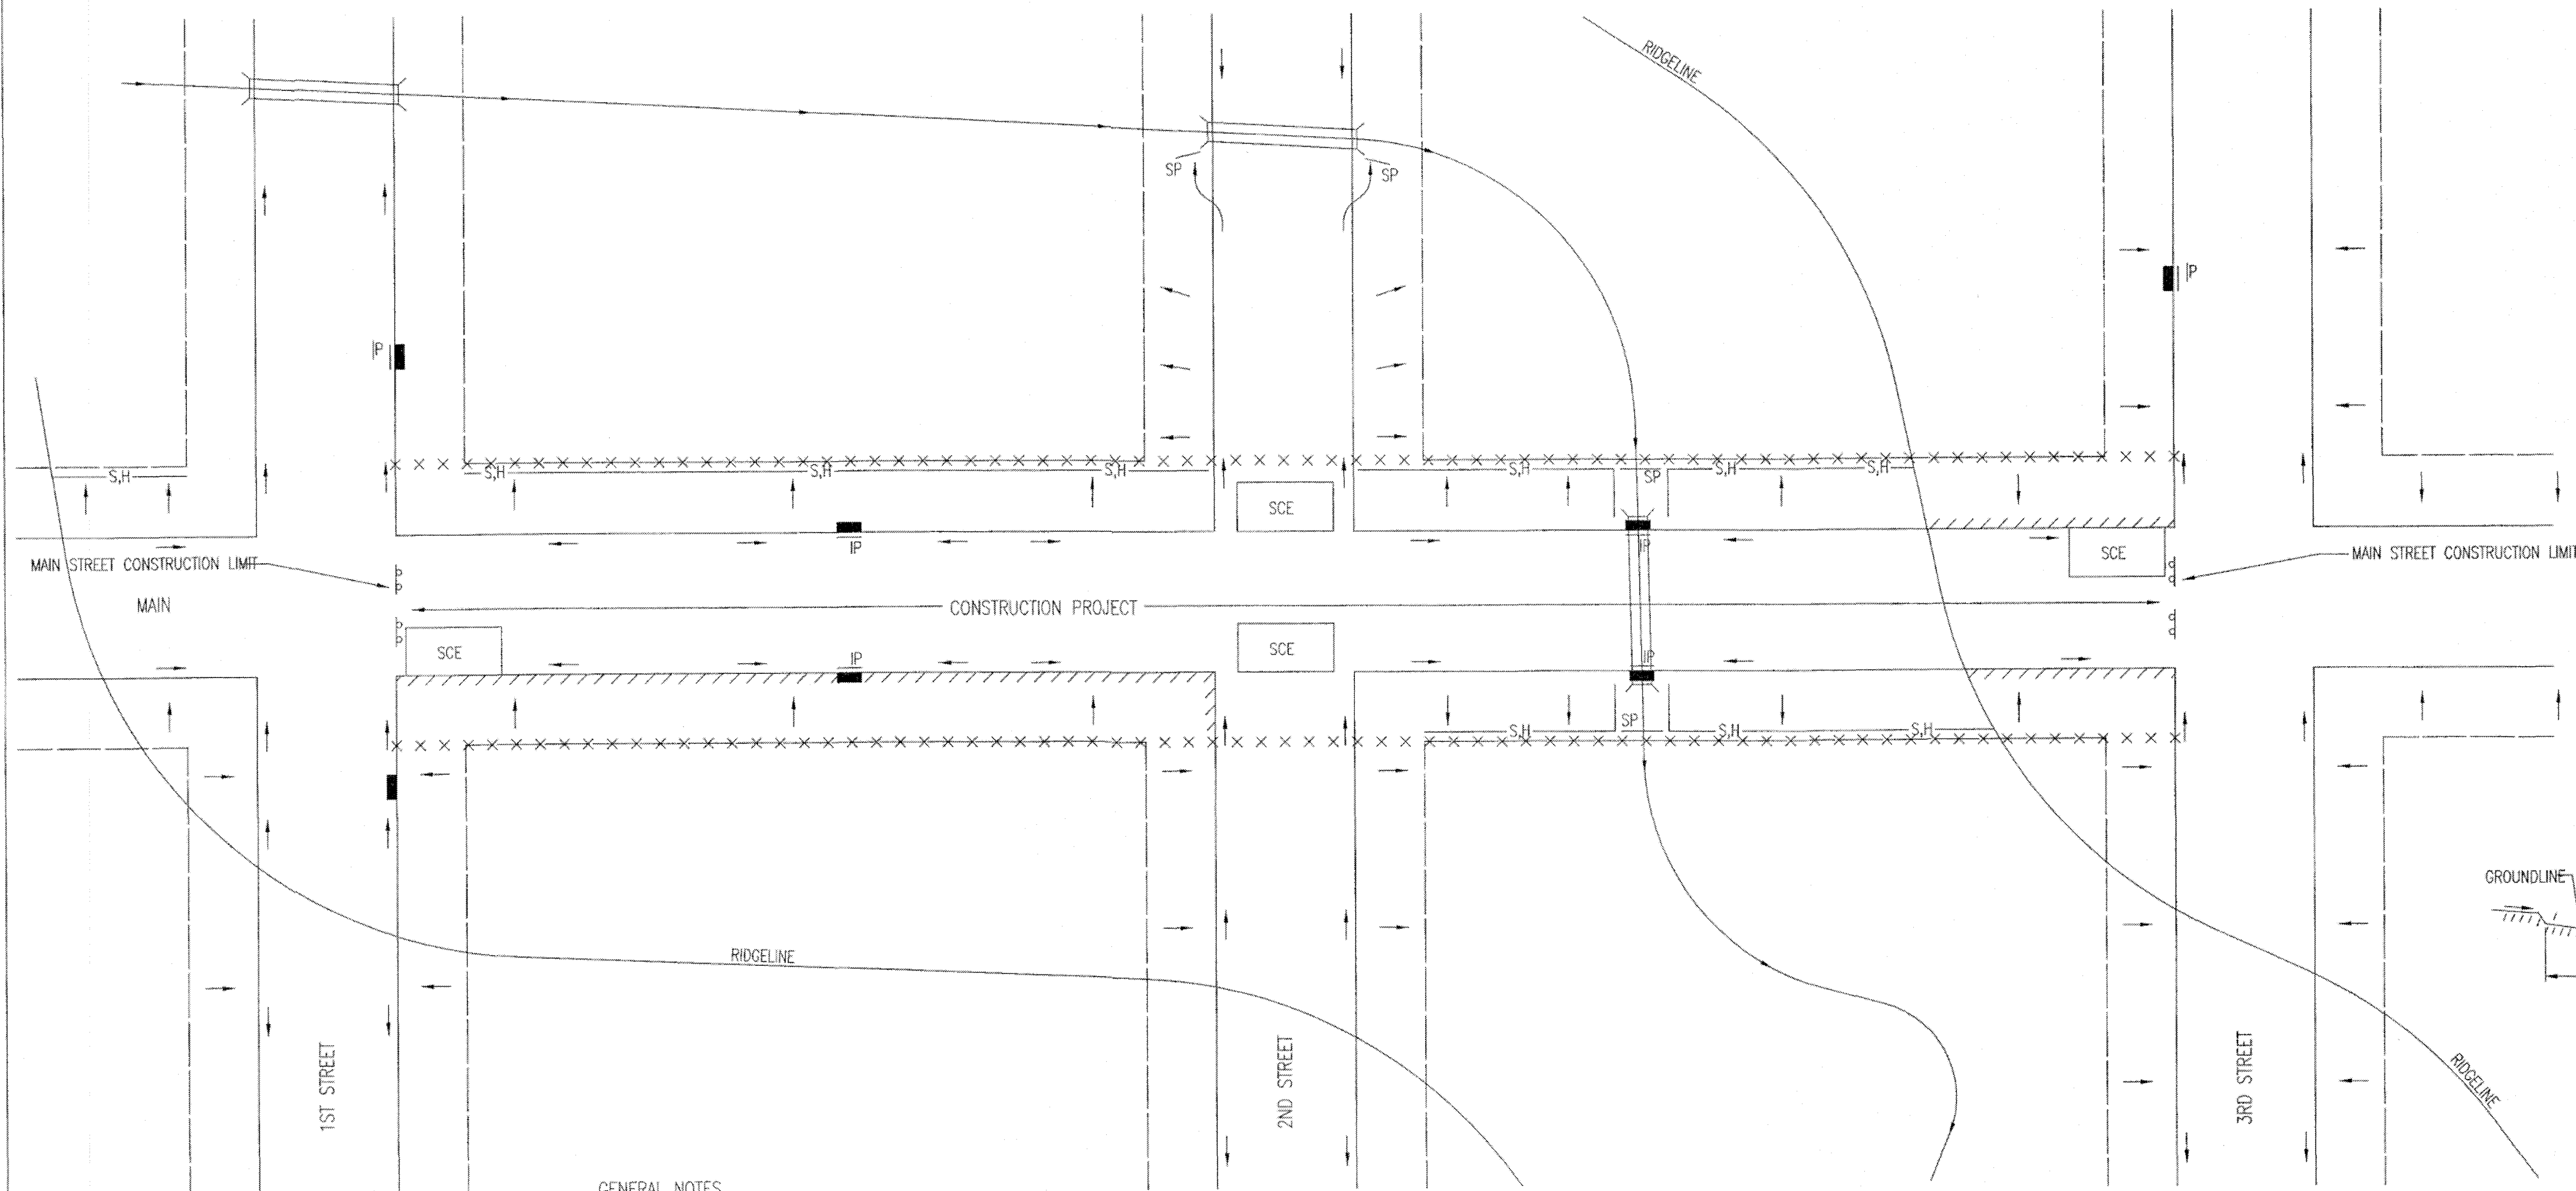 RIDGELINE
SP
SP
IP
IP
S,H
S,H
S,H
S,H
S,H
SP
S,H
S,H
SCE
IP
IP
SCE
MAIN STREET CONSTRUCTION LIMIT
MAIN STREET CONSTRUCTION LIMIT
MAIN
CONSTRUCTION PROJECT
SCE
SCE
IP
IP
SP
S,H
S,H
S,H
GROUNDLINE
RIDGELINE
1ST STREET
2ND STREET
3RD STREET
RIDGELINE
GENERAL NOTES